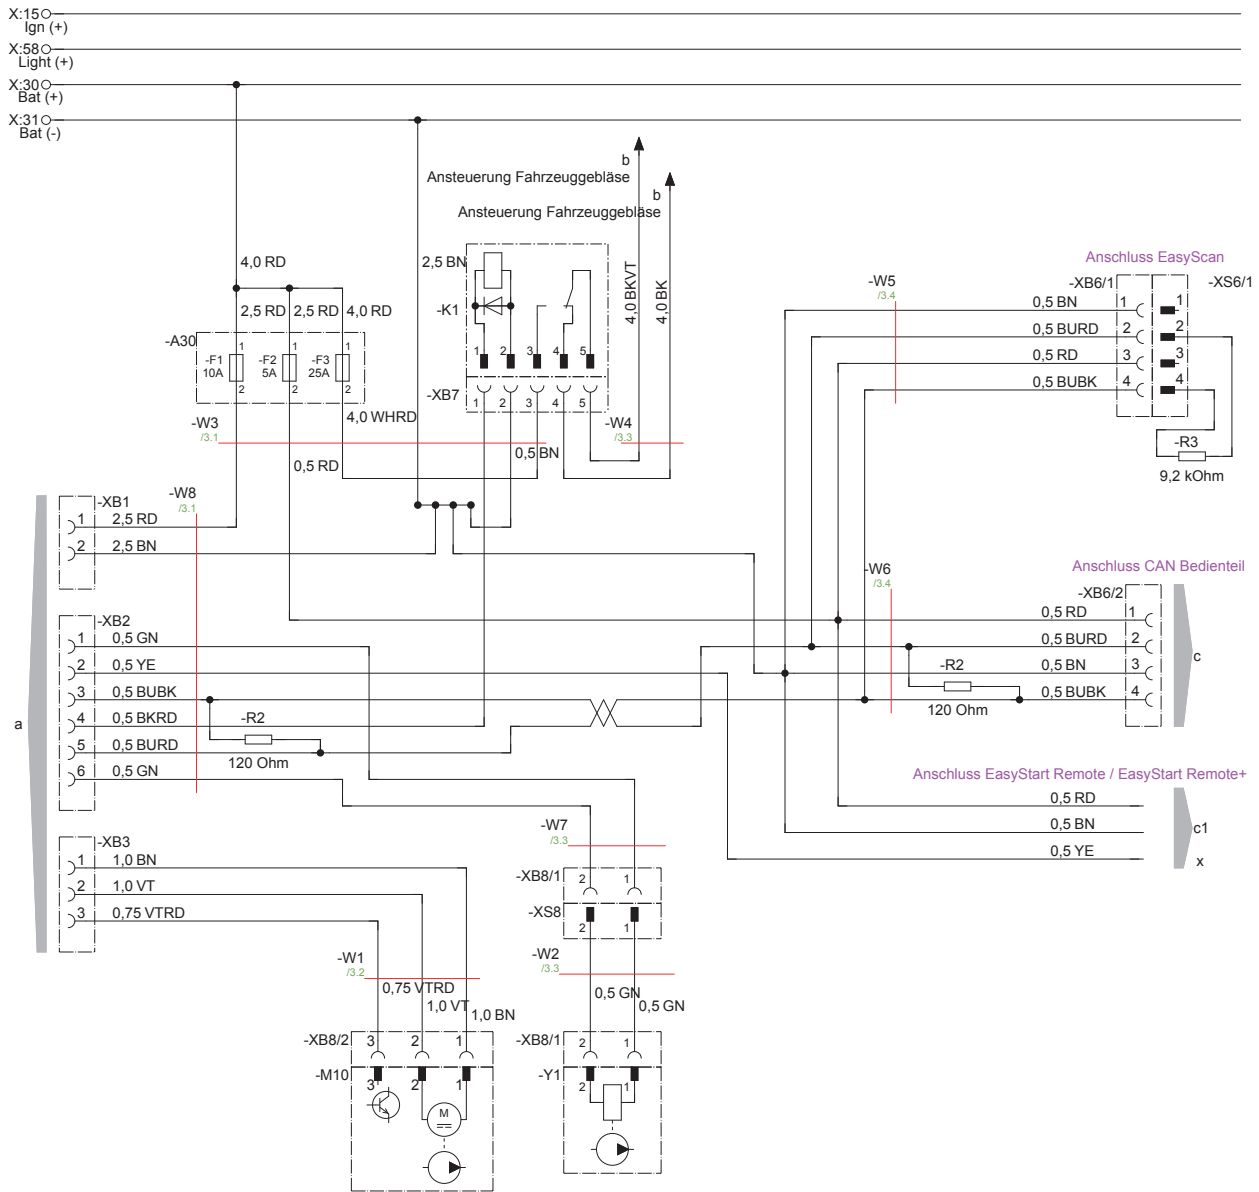 X:15
Ign (+)
X:58
Light (+)
X:30
Bat (+)
X:31
Bat (-)
b
Ansteuerung Fahrzeuggebläse
b
Ansteuerung Fahrzeuggebläse
4,0 RD
2,5 BN
4,0 BKVT
4,0 BK
Anschluss EasyScan
-W5
/3.4
-XB6/1
-XS6/1
2,5 RD
2,5 RD
4,0 RD
-K1
0,5 BN
1
1
0,5 BURD
2
2
0,5 RD
3
3
0,5 BUBK
4
4
-A30
1
1
1
-F1
10A
-F2
5A
-F3
25A
2
2
2
1
2
3
4
5
-XB7
1
2
3
4
5
4,0 WHRD
-W3
/3.1
-W4
/3.3
0,5 BN
0,5 RD
-R3
9,2 kOhm
-W8
/3.1
-XB1
1
2,5 RD
2
2,5 BN
Anschluss CAN Bedienteil
-W6
/3.4
-XB6/2
0,5 RD
1
0,5 BURD
2
0,5 BN
3
0,5 BUBK
4
c
-R2
120 Ohm
-XB2
1
0,5 GN
2
0,5 YE
3
0,5 BUBK
4
0,5 BKRD
5
0,5 BURD
6
0,5 GN
a
-R2
120 Ohm
Anschluss EasyStart Remote / EasyStart Remote+
0,5 RD
0,5 BN
0,5 YE
c1
x
-W7
/3.3
-XB3
1
1,0 BN
2
1,0 VT
3
0,75 VTRD
-XB8/1
2
1
-XS8
2
1
-W1
/3.2
-W2
/3.3
0,75 VTRD
1,0 VT
1,0 BN
0,5 GN
0,5 GN
-XB8/2
3
2
1
-XB8/1
2
1
-M10
3
2
1
-Y1
2
1
M